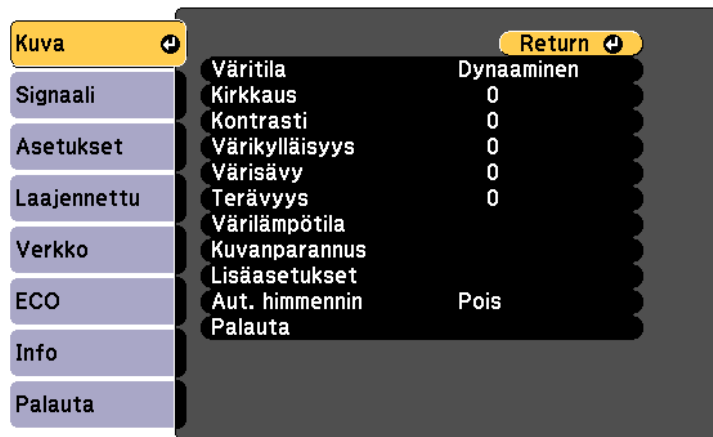 Kuva
Signaali
Asetukset
Laajennettu
Verkko
ECO
Info
Palauta
Return
Väritila Dynaaminen
Kirkkaus 0
Kontrasti 0
Värikylläisyys 0
Värisävy 0
Terävyys 0
Värilämpötila
Kuvanparannus
Lisäasetukset
Aut. himmennin Pois
Palauta